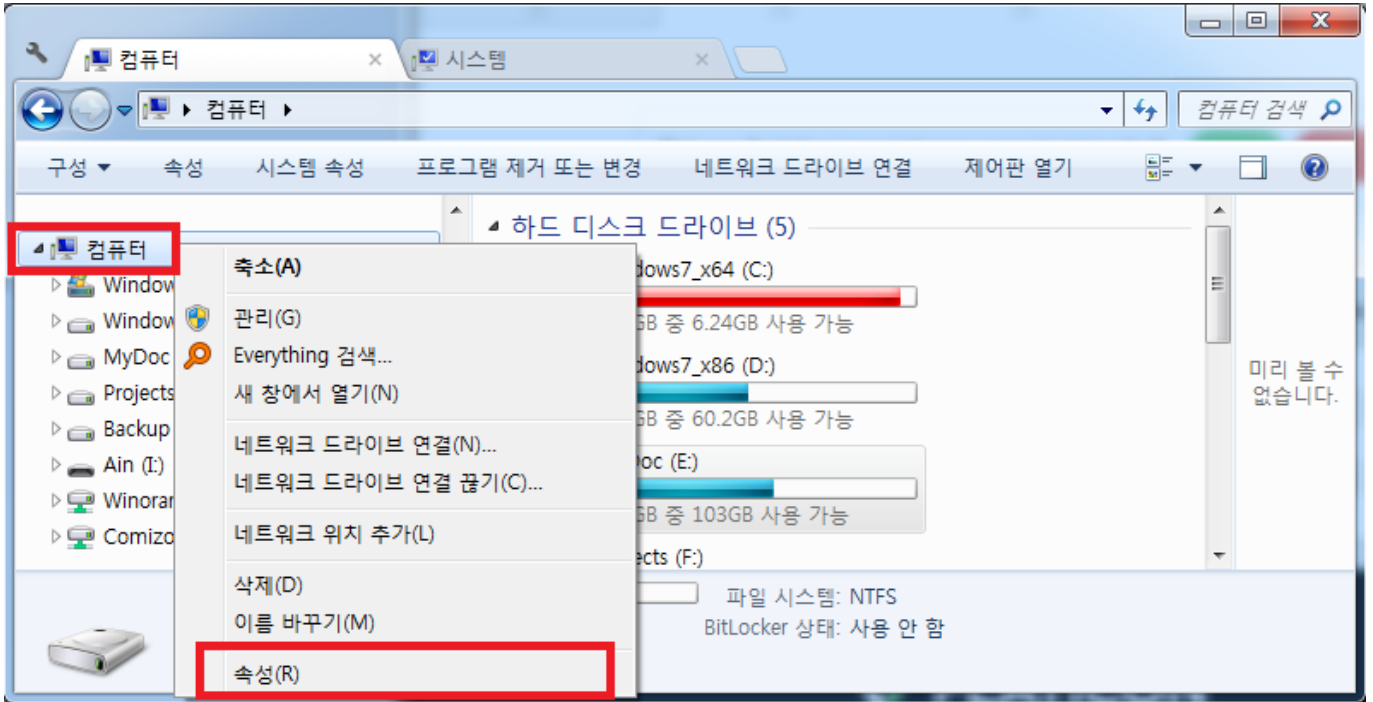 컴퓨터
시스템
컴퓨터
컴퓨터 검색
구성
속성
시스템 속성
프로그램 제거 또는 변경
네트워크 드라이브 연결
제어판 열기
컴퓨터
MyDoc
Projects
Backup
Ain (I:)
축소(A)
관리(G)
Everything 검색...
새 창에서 열기(N)
네트워크 드라이브 연결(N)...
네트워크 드라이브 연결 끊기(C)...
네트워크 위치 추가(L)
삭제(D)
이름 바꾸기(M)
속성(R)
하드 디스크 드라이브 (5)
dows7_x64 (C:)
GB 중 6.24GB 사용 가능
dows7_x86 (D:)
GB 중 60.2GB 사용 가능
oc (E:)
GB 중 103GB 사용 가능
ects (F:)
미리 볼 수
없습니다.
파일 시스템: NTFS
BitLocker 상태: 사용 안 함